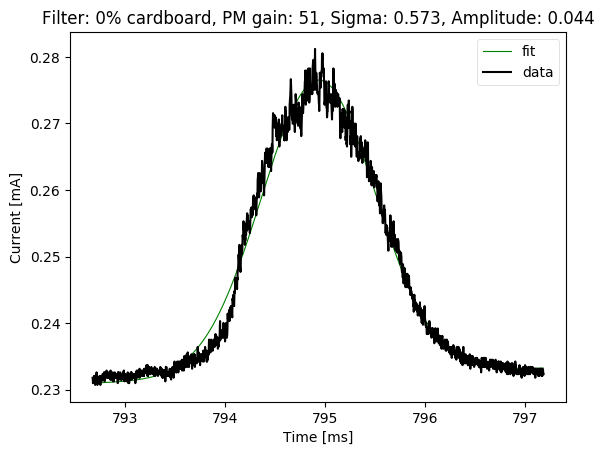 Filter: 0% cardboard, PM gain: 51, Sigma: 0.573, Amplitude: 0.044
fit
data
0.28
0.27
0.26
0.25
0.24
0.23
Current [mA]
793
794
795
796
797
Time [ms]